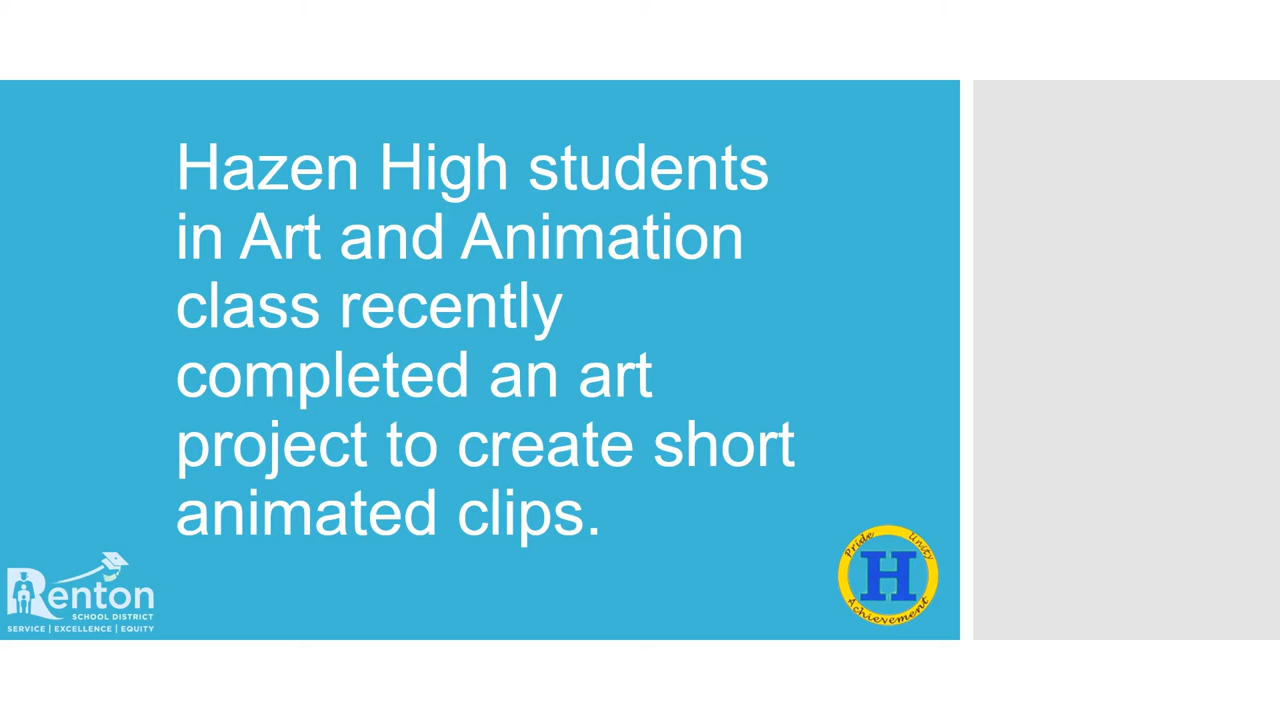 Hazen High students
in Art and Animation
class recently
completed an art
project to create short
animated clips.
Renton
SCHOOL DISTRICT
SERVICE | EXCELLENCE | EQUITY
Pride Unity
H
Achievement